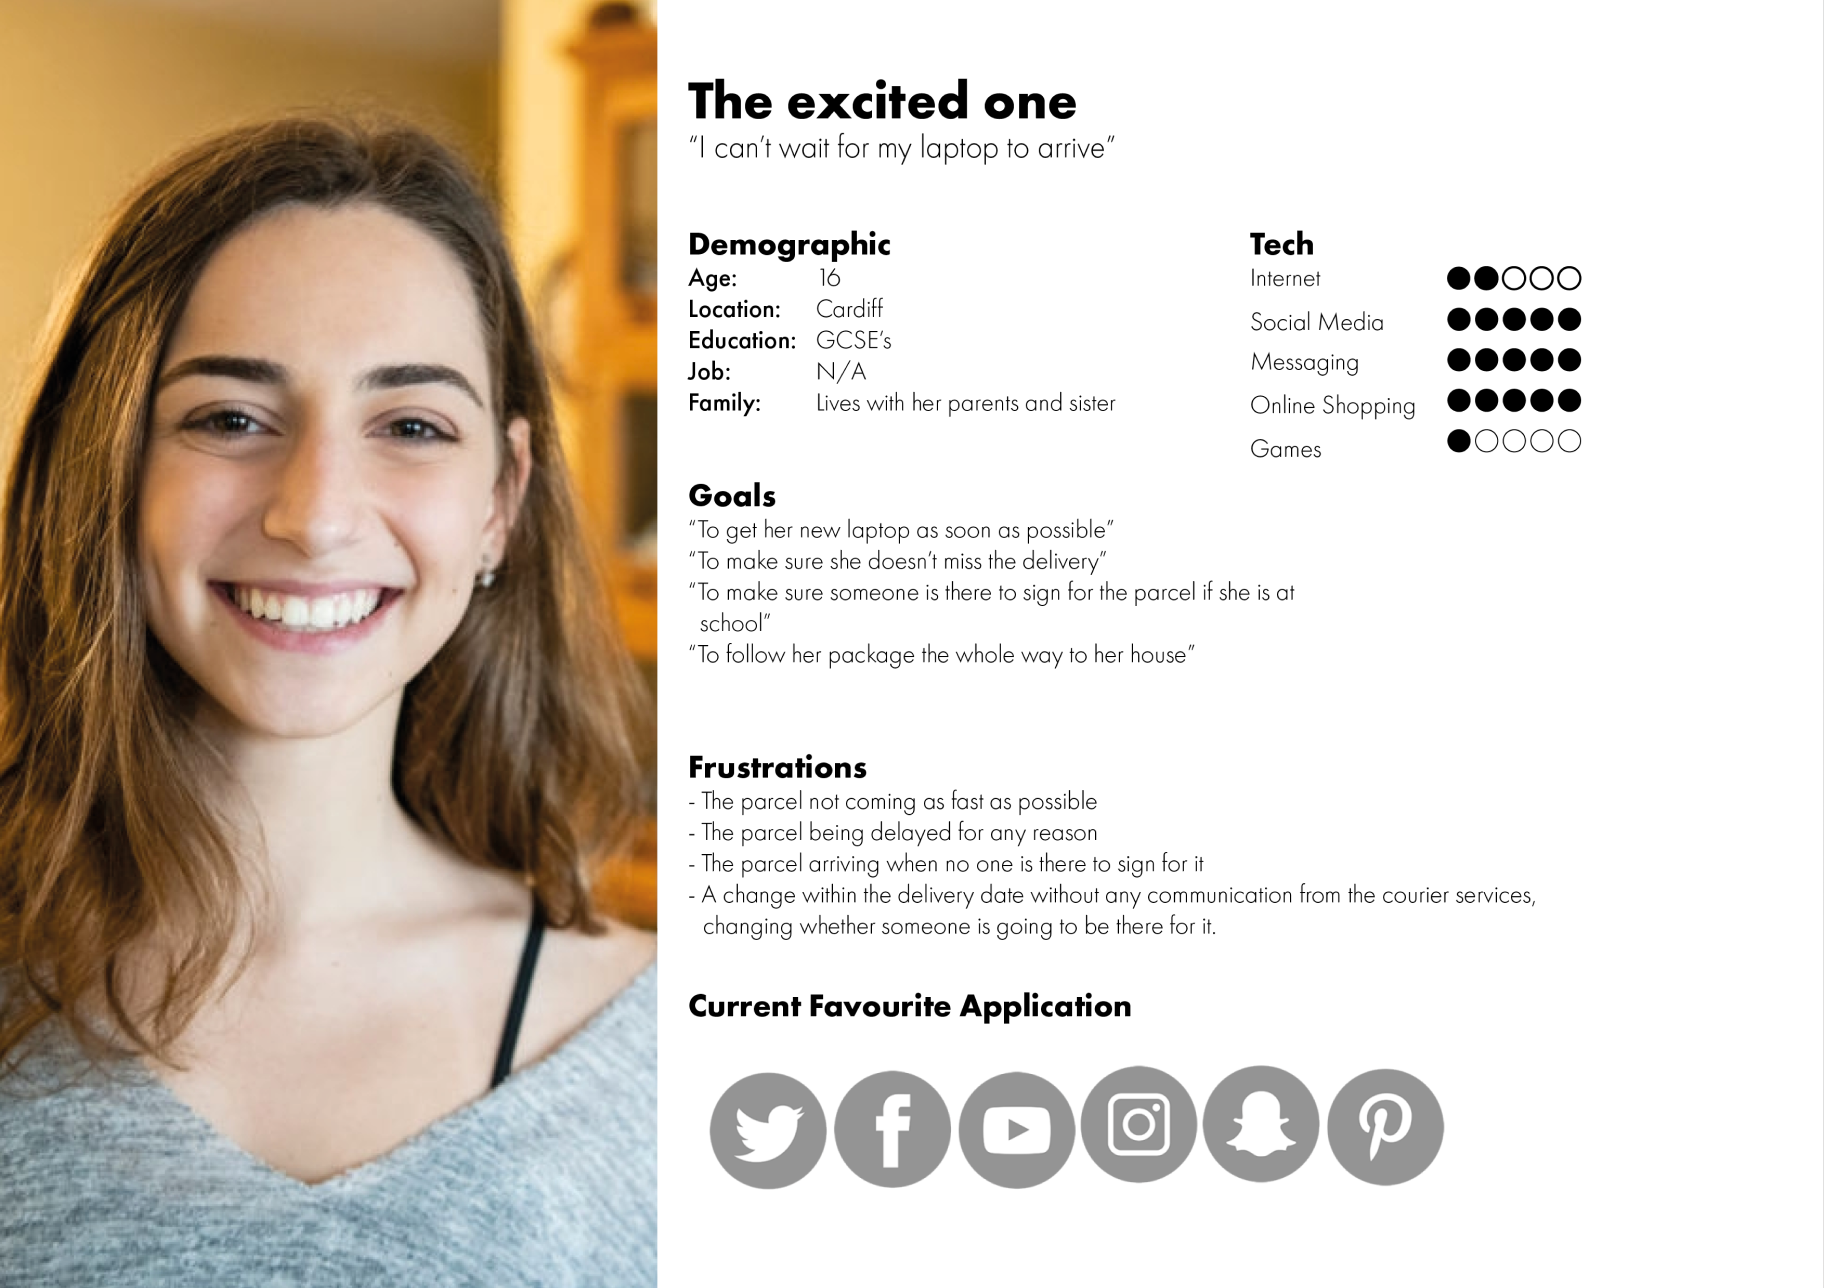 The excited one
“I can’t wait for my laptop to arrive”
Demographic
Age: 16
Location: Cardiff
Education: GCSE’s
Job: N/A
Family: Lives with her parents and sister
Tech
Internet
Social Media
Messaging
Online Shopping
Games
Goals
“To get her new laptop as soon as possible”
“To make sure she doesn’t miss the delivery”
“To make sure someone is there to sign for the parcel if she is at
school”
“To follow her package the whole way to her house”
Frustrations
- The parcel not coming as fast as possible
- The parcel being delayed for any reason
- The parcel arriving when no one is there to sign for it
- A change within the delivery date without any communication from the courier services,
changing whether someone is going to be there for it.
Current Favourite Application